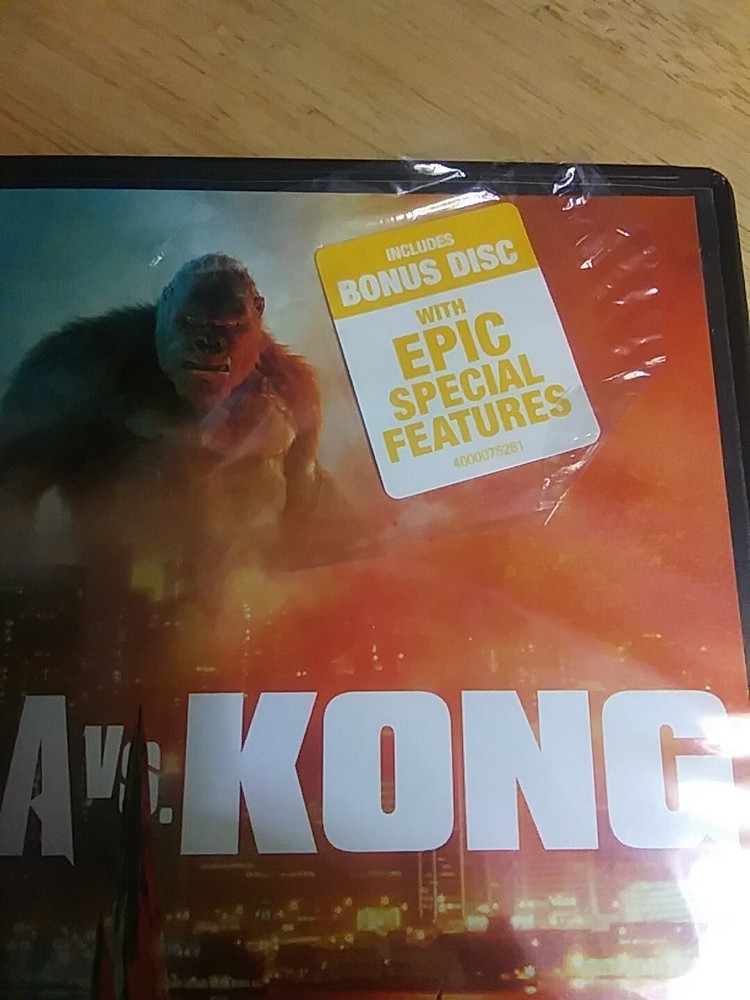 INCLUDES
BONUS DISC
WITH
EPIC
SPECIAL
FEATURES
4000075261
A VS. KONG